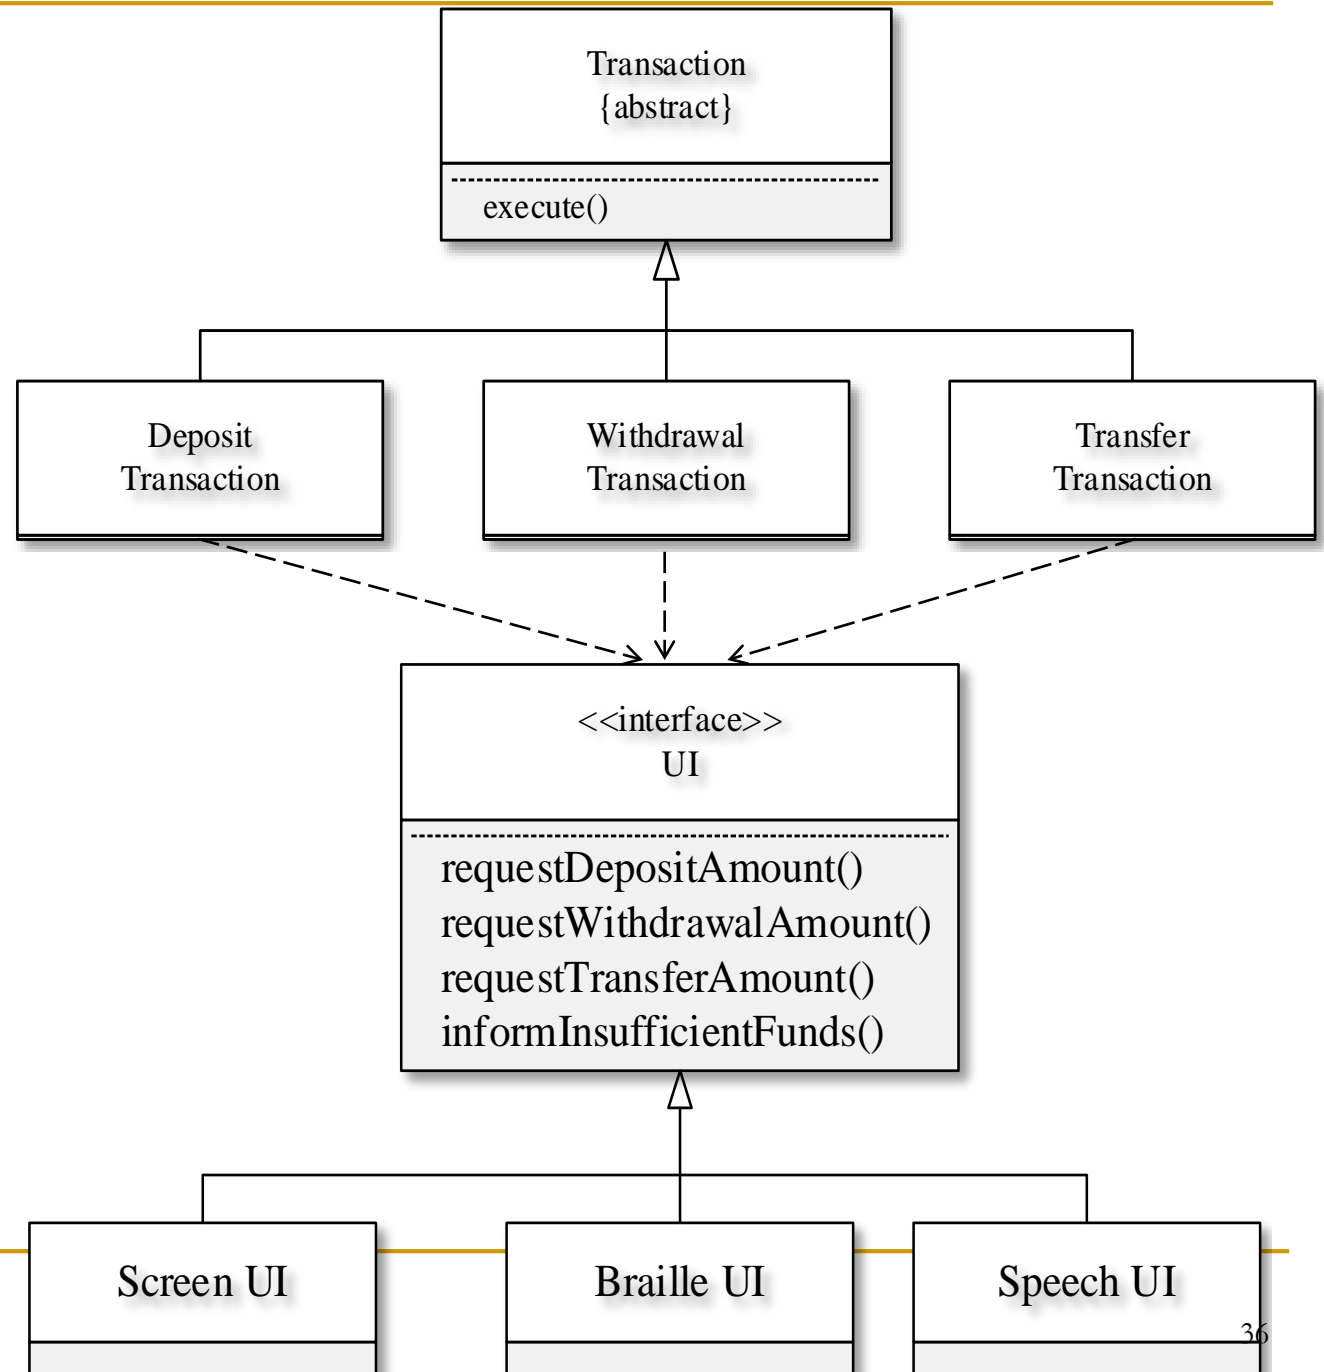 Transaction
{abstract}
execute()
Deposit
Transaction
Withdrawal
Transaction
Transfer
Transaction
<<interface>>
UI
requestDepositAmount()
requestWithdrawalAmount()
requestTransferAmount()
informInsufficientFunds()
Screen UI
Braille UI
Speech UI
36